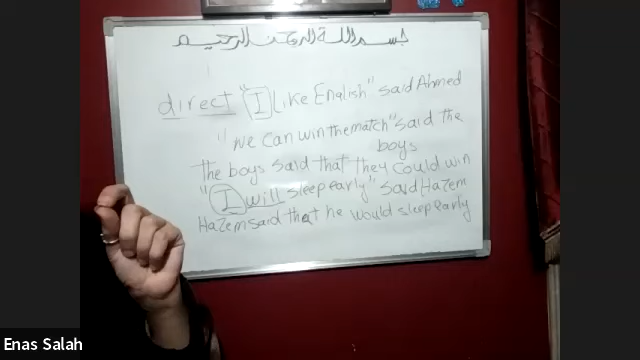 بسم الله الرحمن الرحيم
direct "I Like English" said Ahmed
"we can win the match" said the
boys
The boys said that they could win
"I will sleep early" said Hazem
Hazem said that he would sleep early
Enas Salah